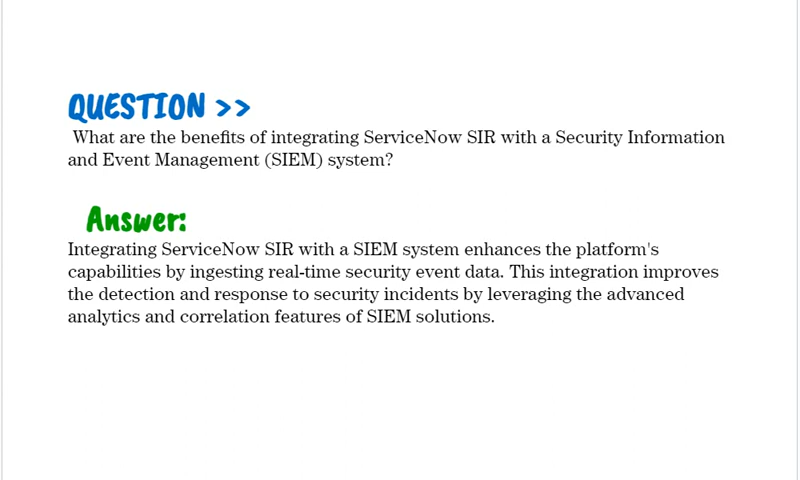 QUESTION >>
What are the benefits of integrating ServiceNow SIR with a Security Information
and Event Management (SIEM) system?
Answer:
Integrating ServiceNow SIR with a SIEM system enhances the platform's
capabilities by ingesting real-time security event data. This integration improves
the detection and response to security incidents by leveraging the advanced
analytics and correlation features of SIEM solutions.